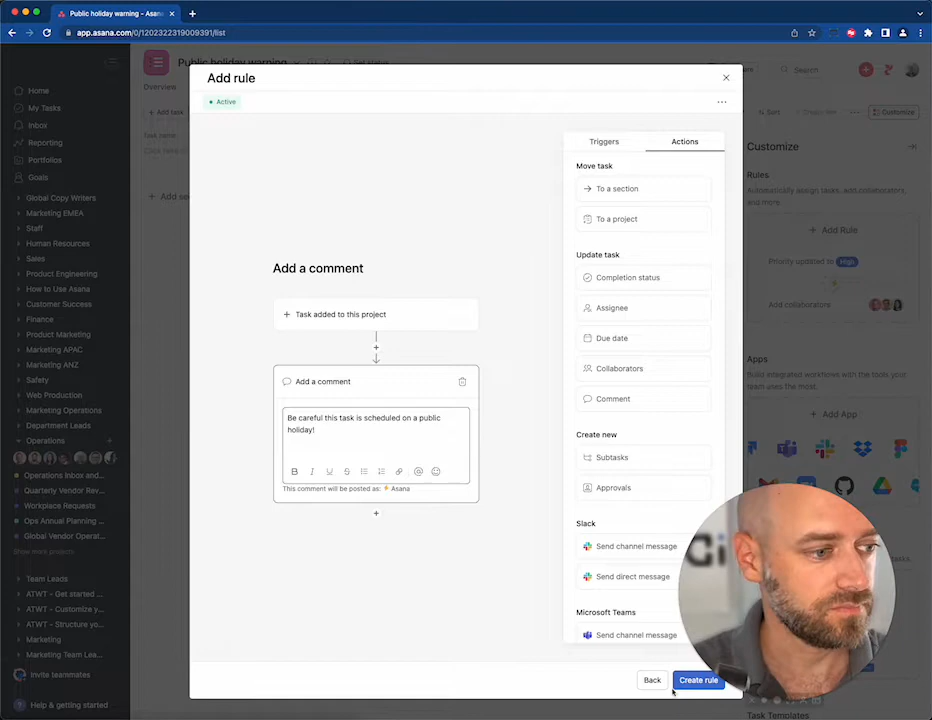 Public holiday warning - Asana
app.asana.com/0/1202322319009391/list
Home
My Tasks
Inbox
Reporting
Portfolios
Goals
Global Copy Writers
Marketing EMEA
Staff
Human Resources
Sales
Product Engineering
How to Use Asana
Customer Success
Finance
Product Marketing
Marketing APAC
Marketing ANZ
Safety
Web Production
Marketing Operations
Department Leads
Operations
Operations Inbox and...
Quarterly Vendor Rev...
Workplace Requests
Ops Annual Planning ...
Global Vendor Operat...
Show more projects
Team Leads
ATWT - Get started ...
ATWT - Customize y...
ATWT - Structure yo...
Marketing
Marketing Team Lea...
Invite teammates
Help & getting started
Public holiday warning
Set status
Overview
Add task
Task name
Search
Sort
Customize
Add rule
Active
Add a comment
Task added to this project
Add a comment
Be careful this task is scheduled on a public
holiday!
This comment will be posted as: Asana
Triggers
Actions
Move task
To a section
To a project
Update task
Completion status
Assignee
Due date
Collaborators
Comment
Create new
Subtasks
Approvals
Slack
Send channel message
Send direct message
Microsoft Teams
Send channel message
Back
Create rule
Customize
Rules
Automatically assign tasks, add collaborators,
and more.
Add Rule
Priority updated to High
Add collaborators
Apps
Build integrated workflows with the tools your
team uses the most.
Add App
Task Templates